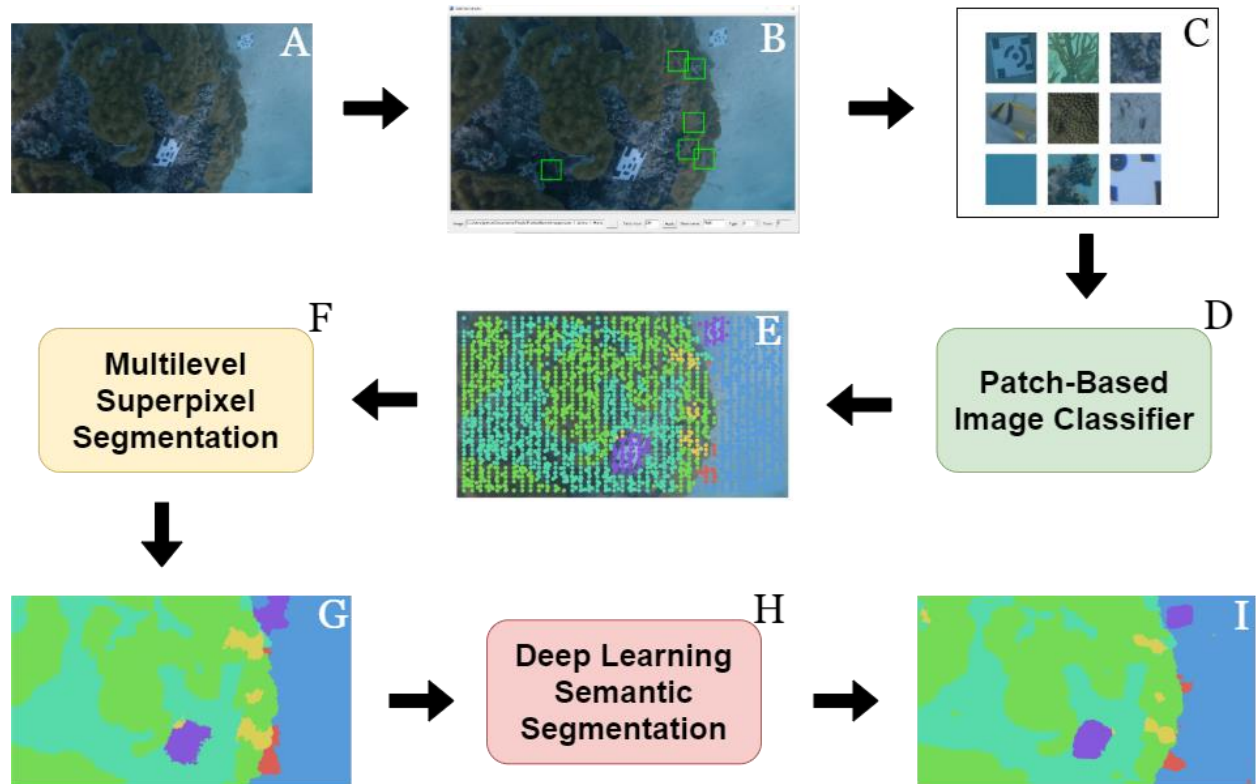 A
B
C
D
Patch-Based
Image Classifier
E
F
Multilevel
Superpixel
Segmentation
G
H
Deep Learning
Semantic
Segmentation
I